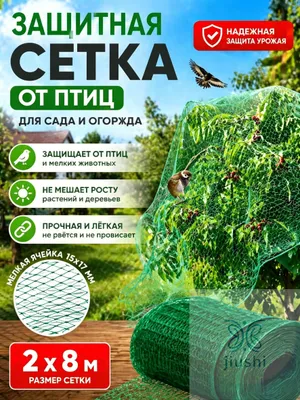 ЗАЩИТНАЯ
СЕТКА
ОТ ПТИЦ
ДЛЯ САДА И ОГОРЖДА
НАДЕЖНАЯ
ЗАЩИТА УРОЖАЯ
ЗАЩИЩАЕТ ОТ ПТИЦ
и мелких животных
НЕ МЕШАЕТ РОСТУ
растений и деревьев
ПРОЧНАЯ И ЛЁГКАЯ
не рвётся и не провисает
МЕЛКАЯ ЯЧЕЙКА 15Х17 ММ
2 х 8 м
РАЗМЕР СЕТКИ
jiushi